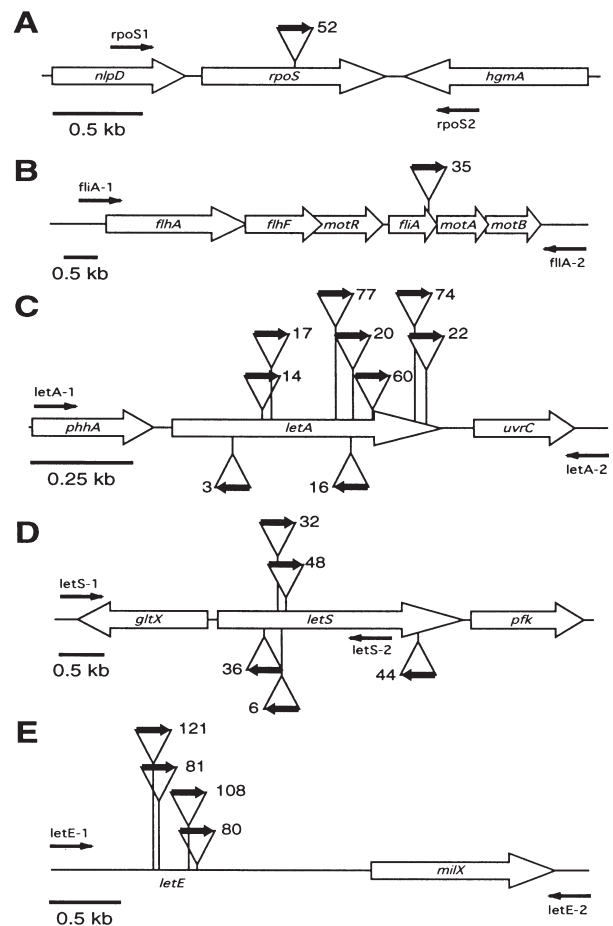 A
rpoS1
52
nlpD
rpoS
hgmA
0.5 kb
rpoS2
B
fliA-1
35
flhA
flhF
motR
fliA
motA
motB
0.5
fliA-2
C
77
74
17
20
22
14
60
letA-1
phhA
letA
uvrC
0.25 kb
3
16
letA-2
D
32
48
letS-1
gltX
letS
pfk
0.5 kb
letS-2
36
44
6
E
121
81
108
80
letE-1
letE
milX
0.5 kb
letE-2